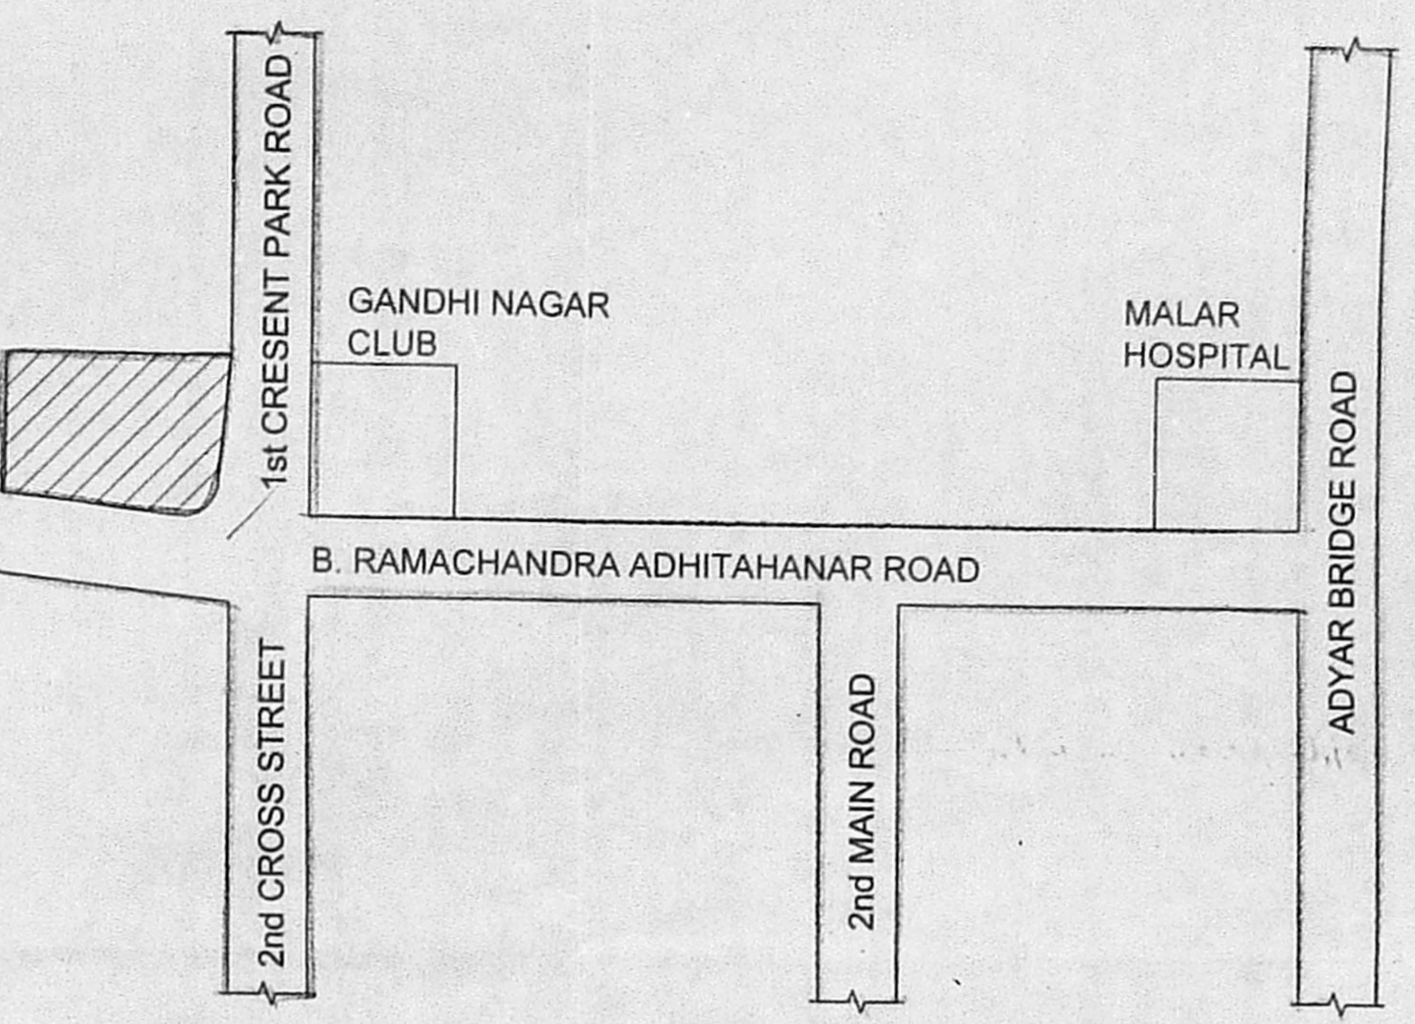 1st CRESENT PARK ROAD
GANDHI NAGAR
CLUB
MALAR
HOSPITAL
B. RAMACHANDRA ADHITAHANAR ROAD
ADYAR BRIDGE ROAD
2nd CROSS STREET
2nd MAIN ROAD